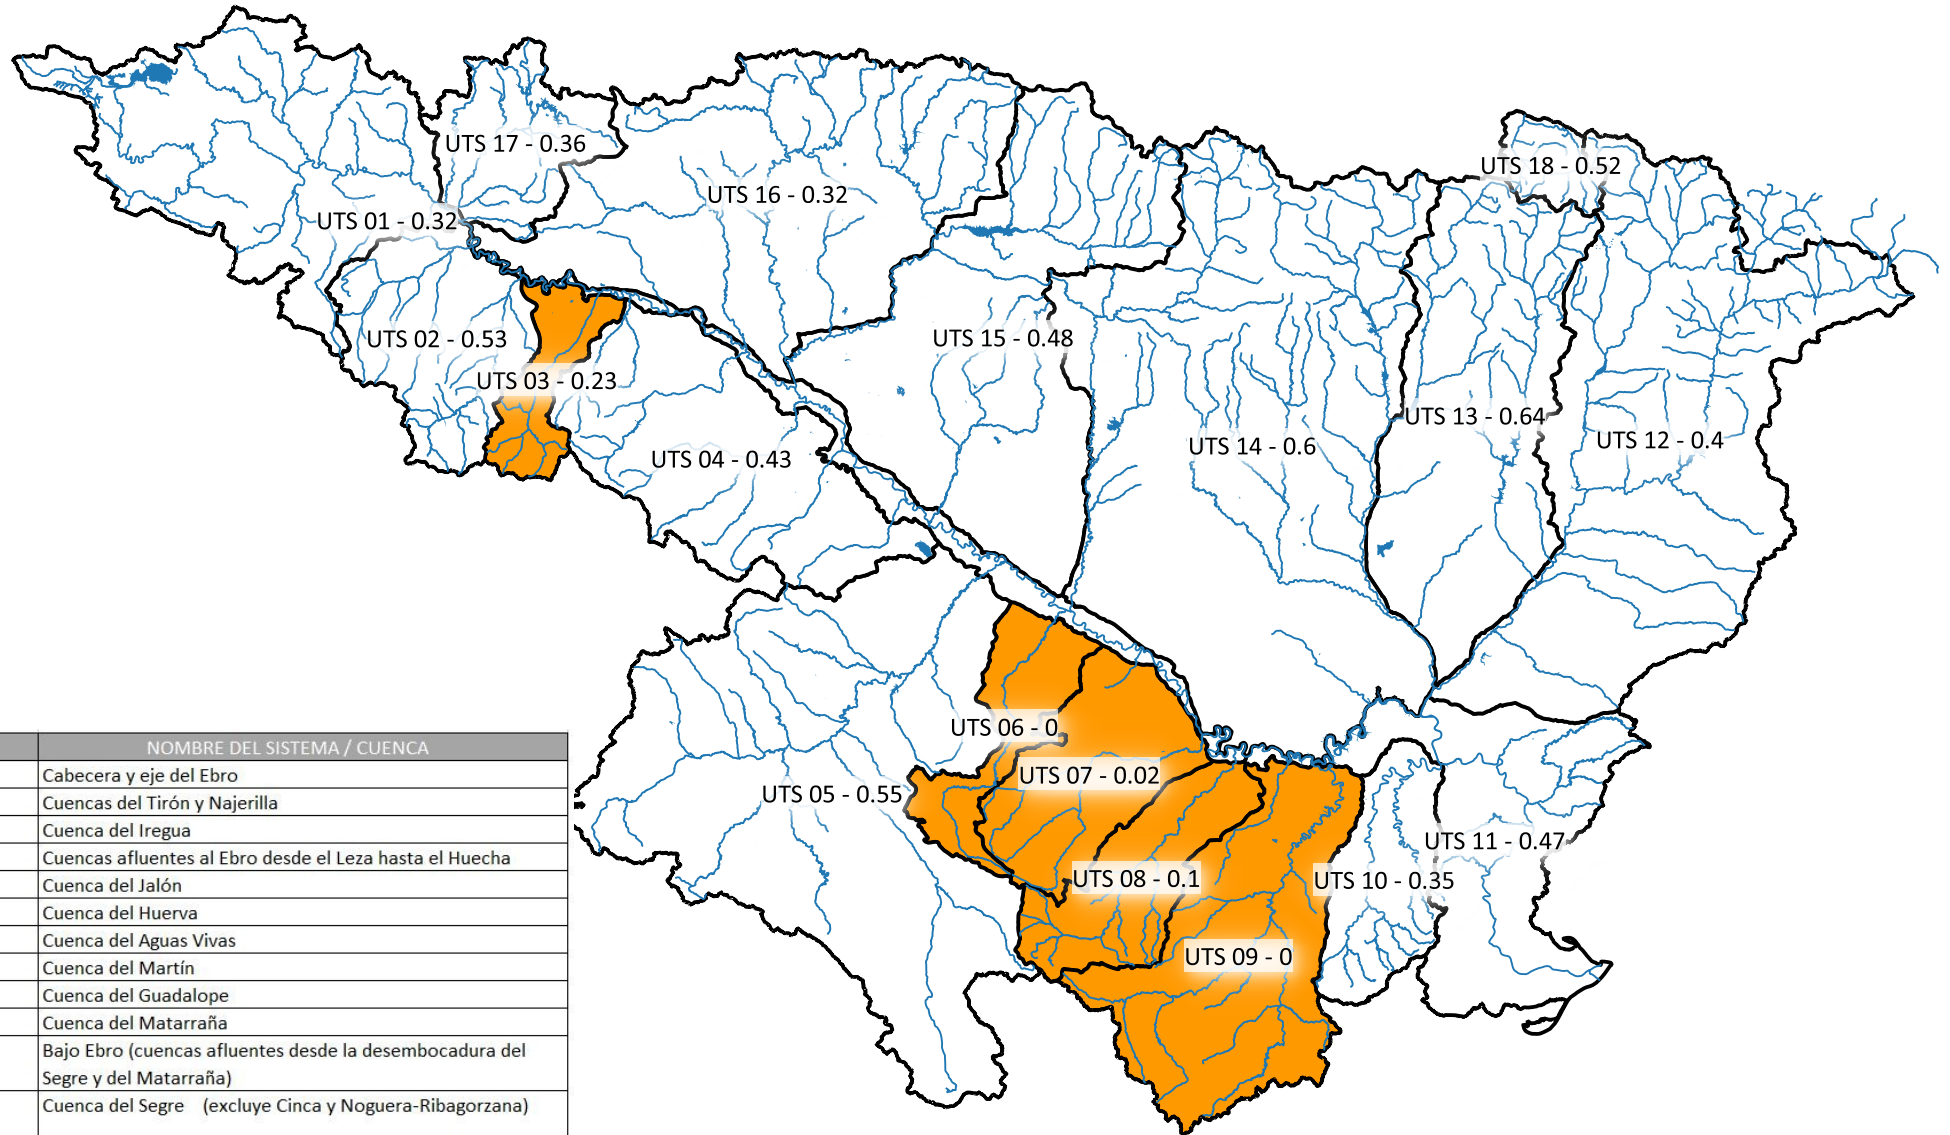 UTS 17 - 0.36
UTS 18 - 0.52
UTS 16 - 0.32
UTS 01 - 0.32
UTS 02 - 0.53
UTS 15 - 0.48
UTS 03 - 0.23
UTS 13 - 0.64
UTS 12 - 0.4
UTS 14 - 0.6
UTS 04 - 0.43
UTS 06 - 0
UTS 07 - 0.02
UTS 05 - 0.55
UTS 11 - 0.47
UTS 08 - 0.1
UTS 10 - 0.35
UTS 09 - 0
NOMBRE DEL SISTEMA / CUENCA
Cabecera y eje del Ebro
Cuencas del Tirón y Najerilla
Cuenca del Iregua
Cuencas afluentes al Ebro desde el Leza hasta el Huecha
Cuenca del Jalón
Cuenca del Huerva
Cuenca del Aguas Vivas
Cuenca del Martín
Cuenca del Guadalope
Cuenca del Matarraña
Bajo Ebro (cuencas afluentes desde la desembocadura del
Segre y del Matarraña)
Cuenca del Segre (excluye Cinca y Noguera-Ribagorzana)